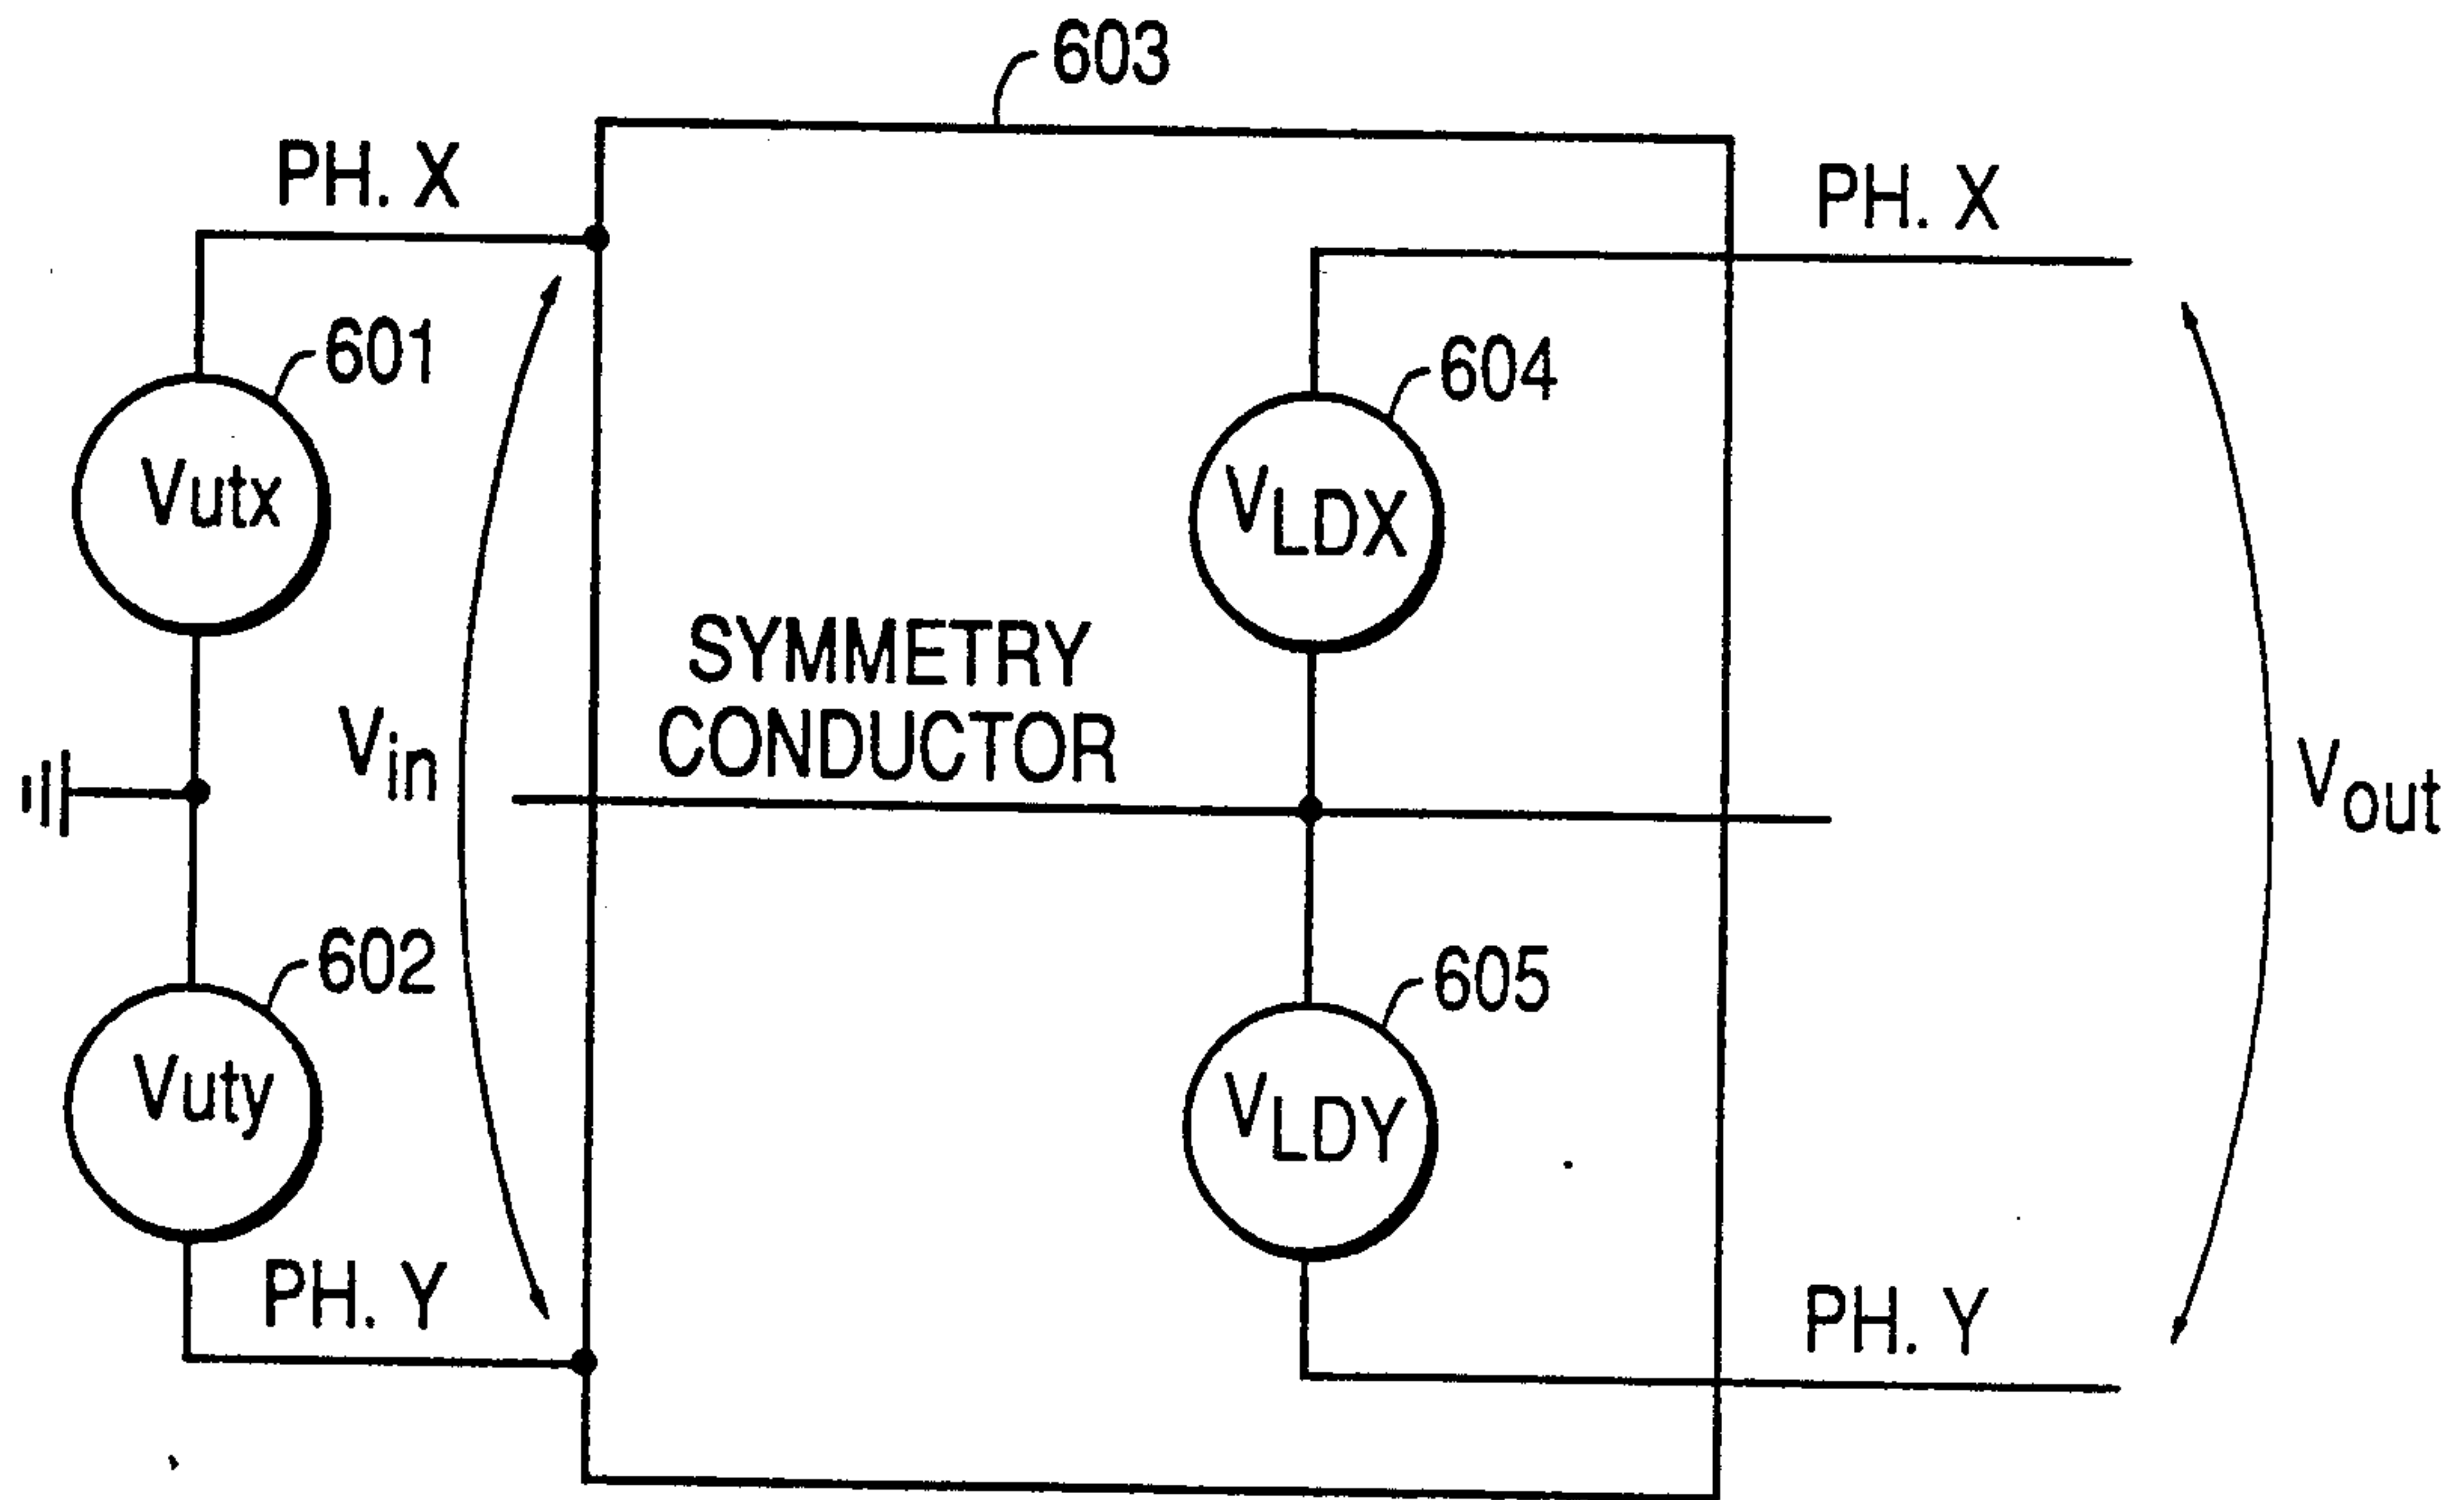 603
PH. X
PH. X
601
604
Vutx
VLDX
SYMMETRY
CONDUCTOR
Vin
Vout
602
605
Vuty
VLDY
PH. Y
PH. Y